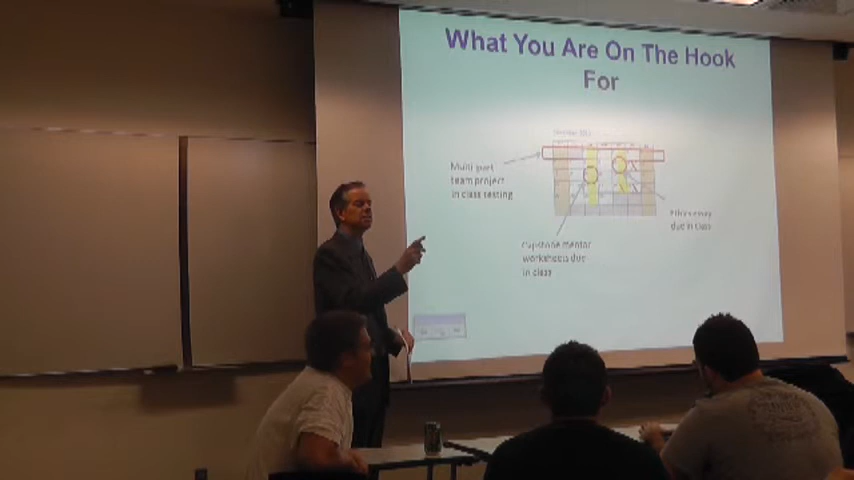 What You Are On The Hook
For
Multi-part
team project
in class testing
Ethics essay
due in class
Capstone mentor
worksheets due
in class